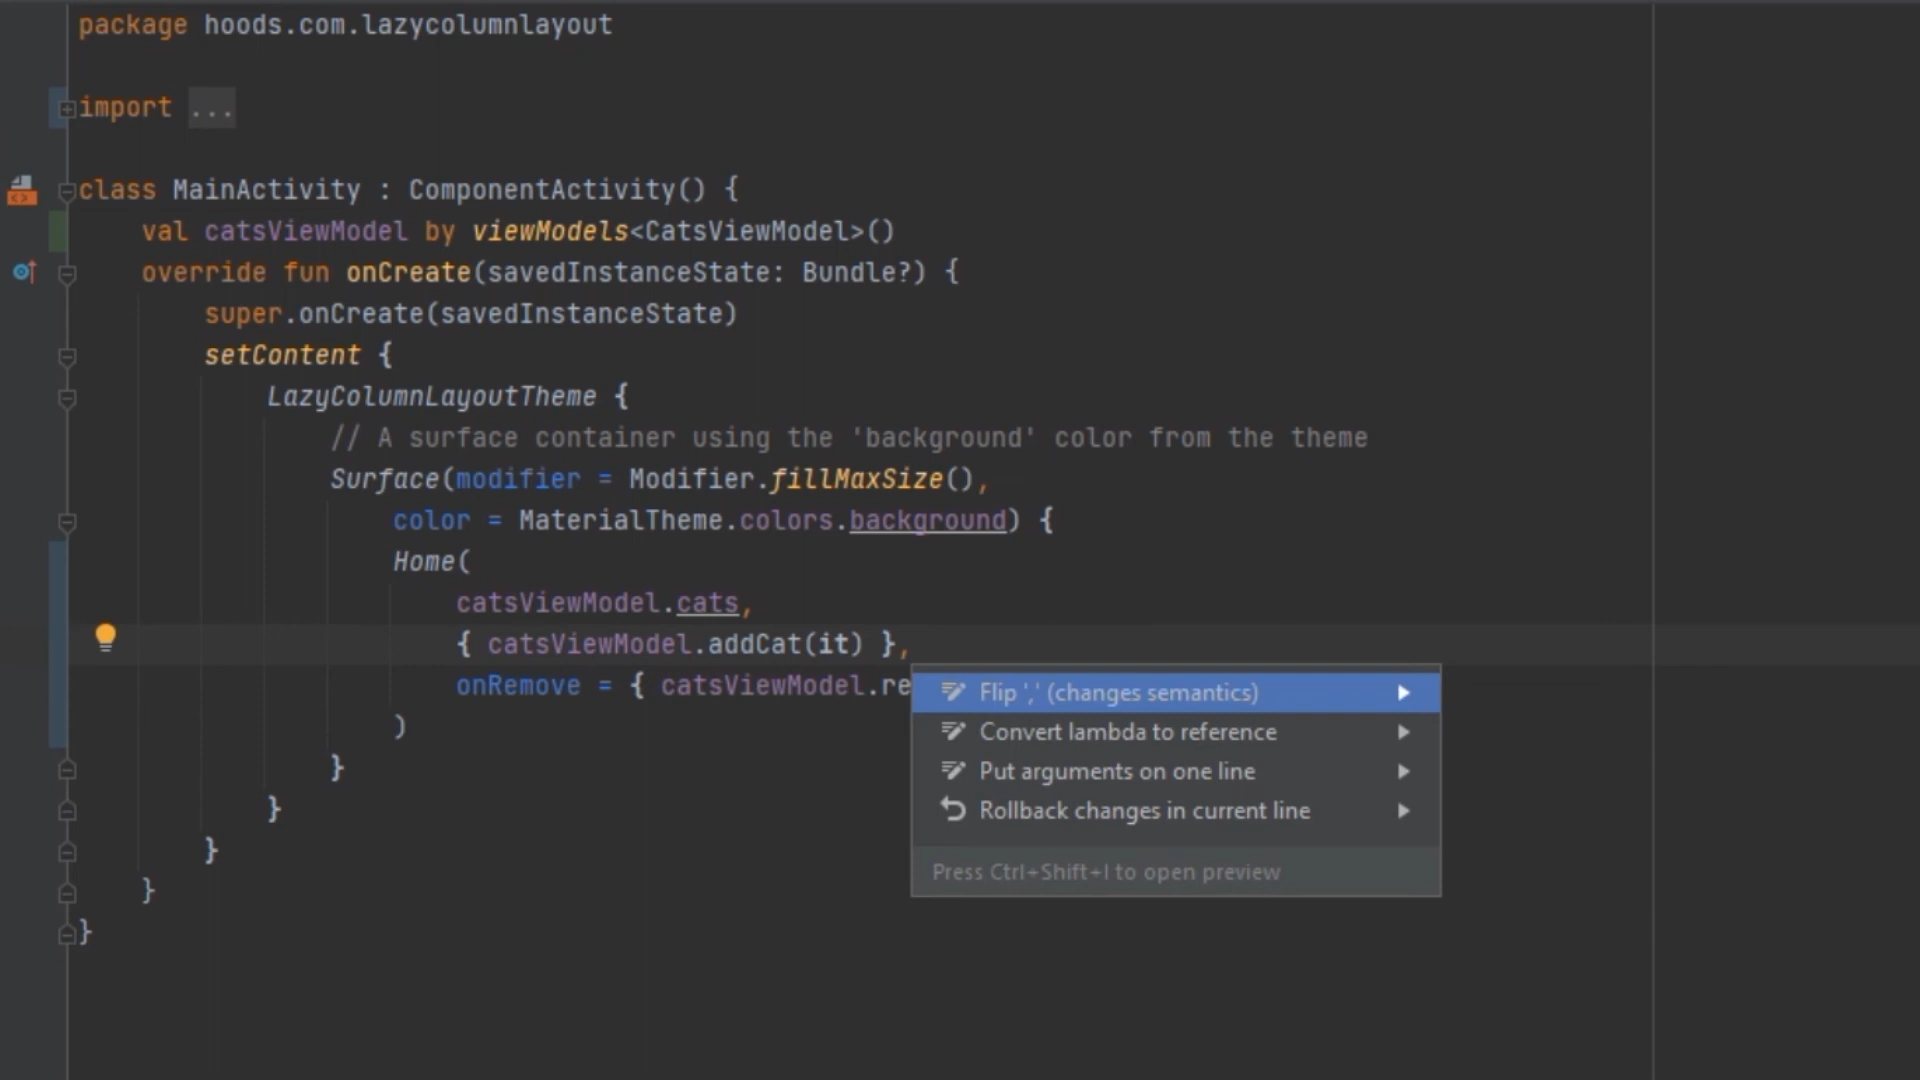 package hoods.com.lazycolumnlayout
import ...
class MainActivity : ComponentActivity() {
val catsViewModel by viewModels<CatsViewModel>()
override fun onCreate(savedInstanceState: Bundle?) {
super.onCreate(savedInstanceState)
setContent {
LazyColumnLayoutTheme {
// A surface container using the 'background' color from the theme
Surface(modifier = Modifier.fillMaxSize(),
color = MaterialTheme.colors.background) {
Home(
catsViewModel.cats,
{ catsViewModel.addCat(it) },
onRemove = { catsViewModel.re
)
}
}
}
}
}
Flip ',' (changes semantics)
Convert lambda to reference
Put arguments on one line
Rollback changes in current line
Press Ctrl+Shift+I to open preview